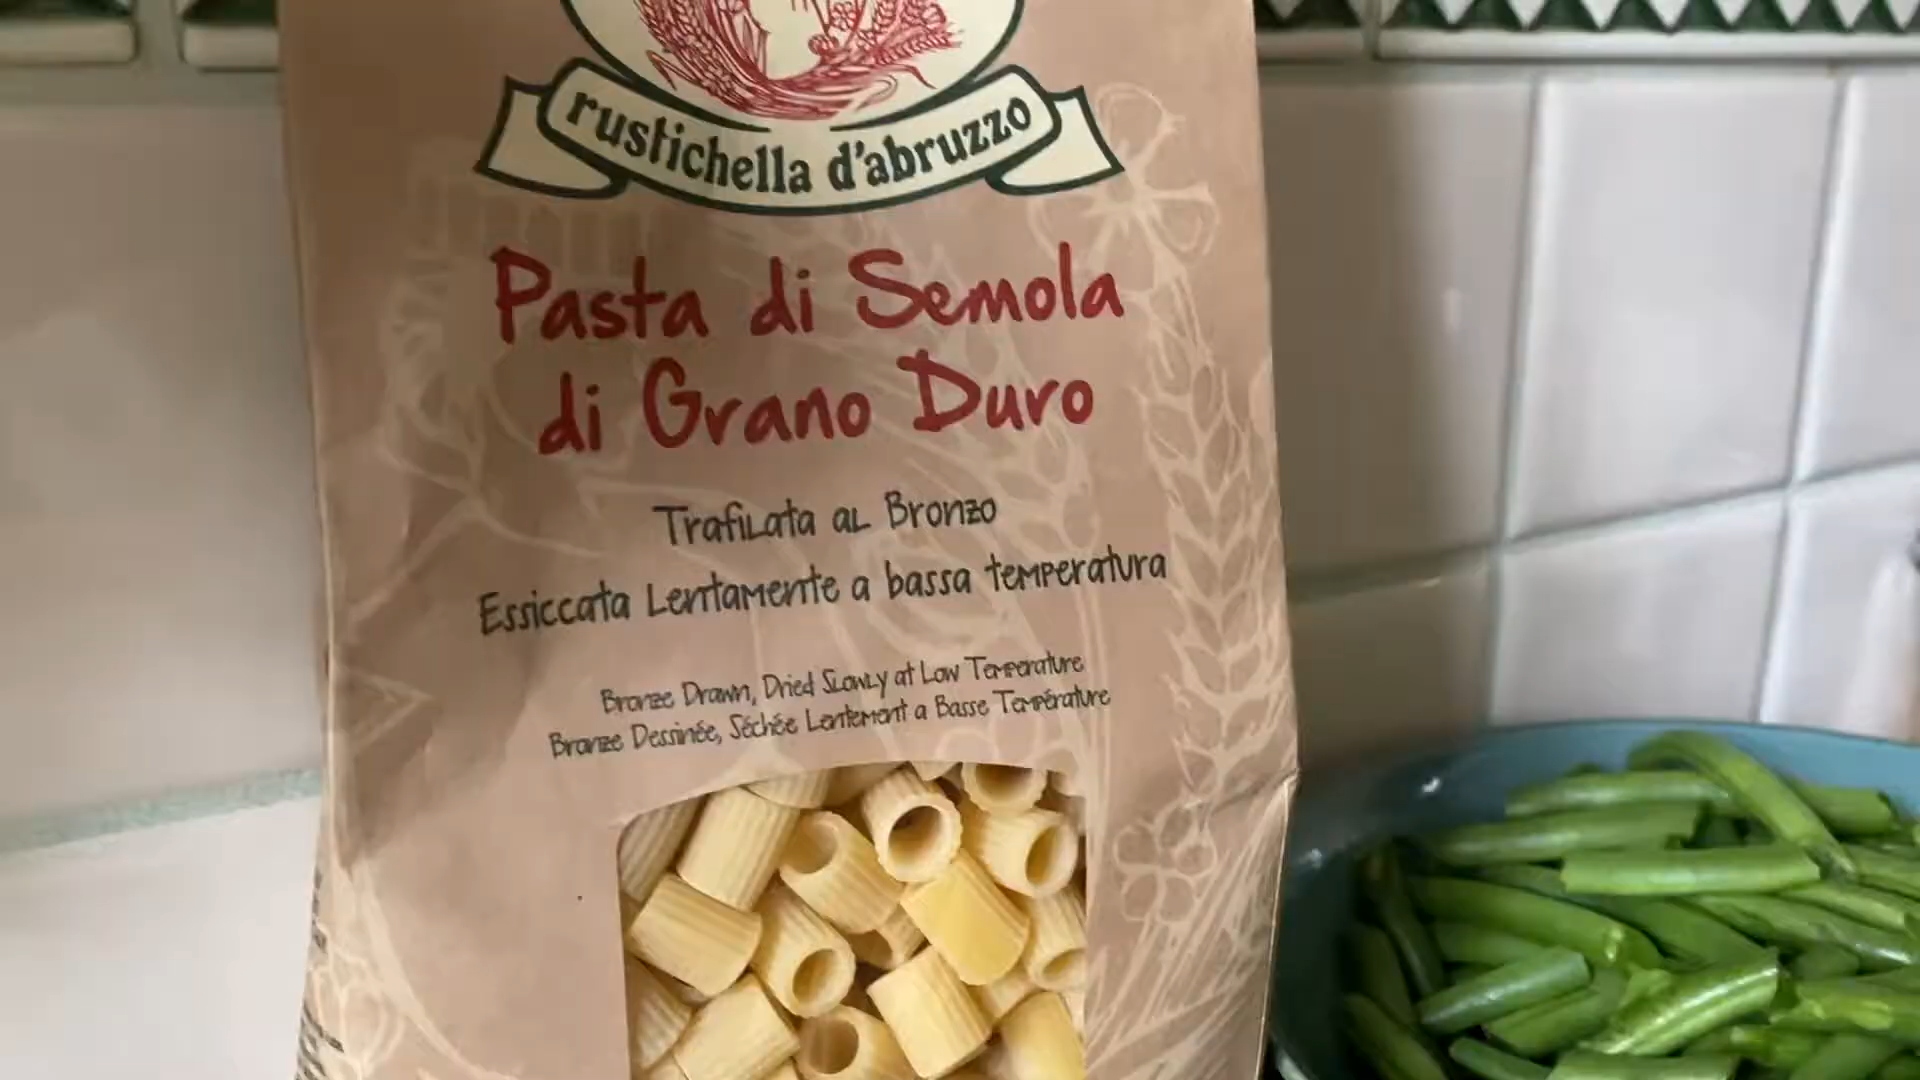 rustichella d'abruzzo
Pasta di Semola
di Grano Duro
Trafilata al Bronzo
Essiccata Lentamente a bassa temperatura
Bronze Drawn, Dried Slowly at Low Temperature
Bronze Dessinée, Séchée Lentement a Basse Température